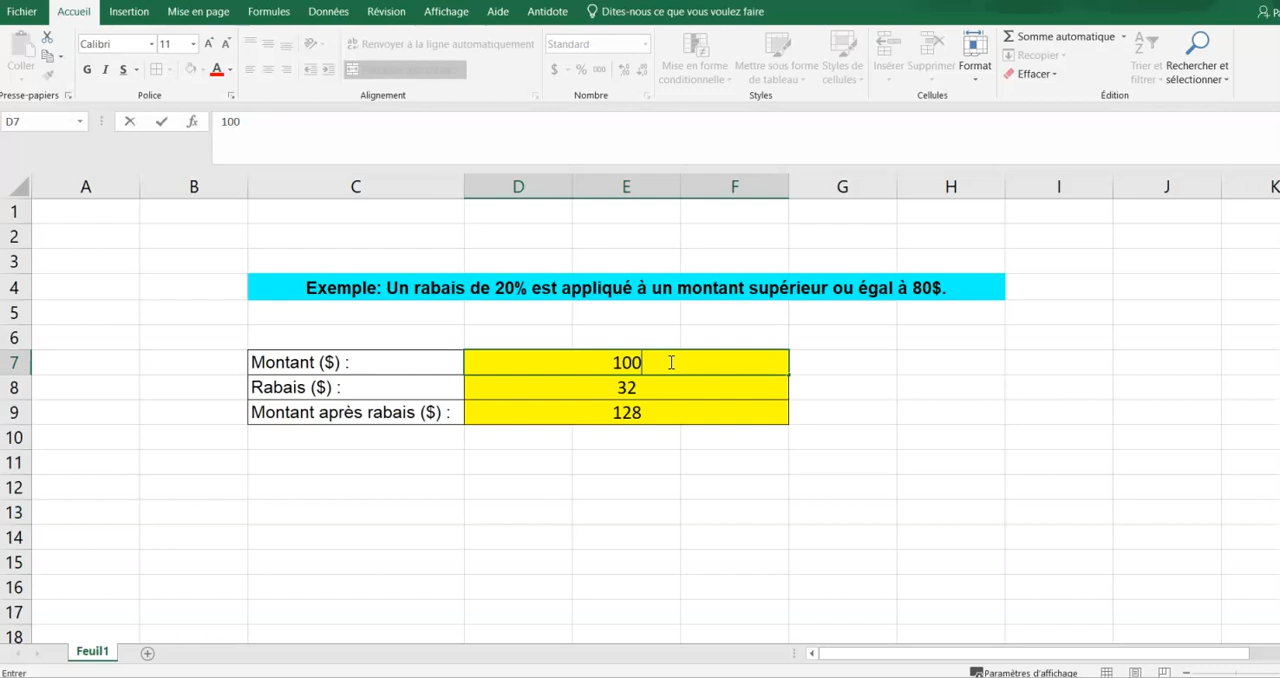 Fichier Accueil Insertion Mise en page Formules Données Révision Affichage Aide Antidote Dites-nous ce que vous voulez faire
Coller
Calibri 11
G I S A
Renvoyer à la ligne automatiquement
Standard
$ % 000
Mise en forme conditionnelle
Mettre sous forme de tableau
Styles de cellules
Insérer Supprimer Format
Somme automatique
Recopier
Effacer
Trier et filtrer
Rechercher et sélectionner
Presse-papiers Police Alignement Nombre Styles Cellules Édition
D7 fx 100
A B C D E F G H I J K
1
2
3
4 Exemple: Un rabais de 20% est appliqué à un montant supérieur ou égal à 80$.
5
6
7 Montant ($) : 100
8 Rabais ($) : 32
9 Montant après rabais ($) : 128
10
11
12
13
14
15
16
17
18
Feuil1
Entrer Paramètres d'affichage